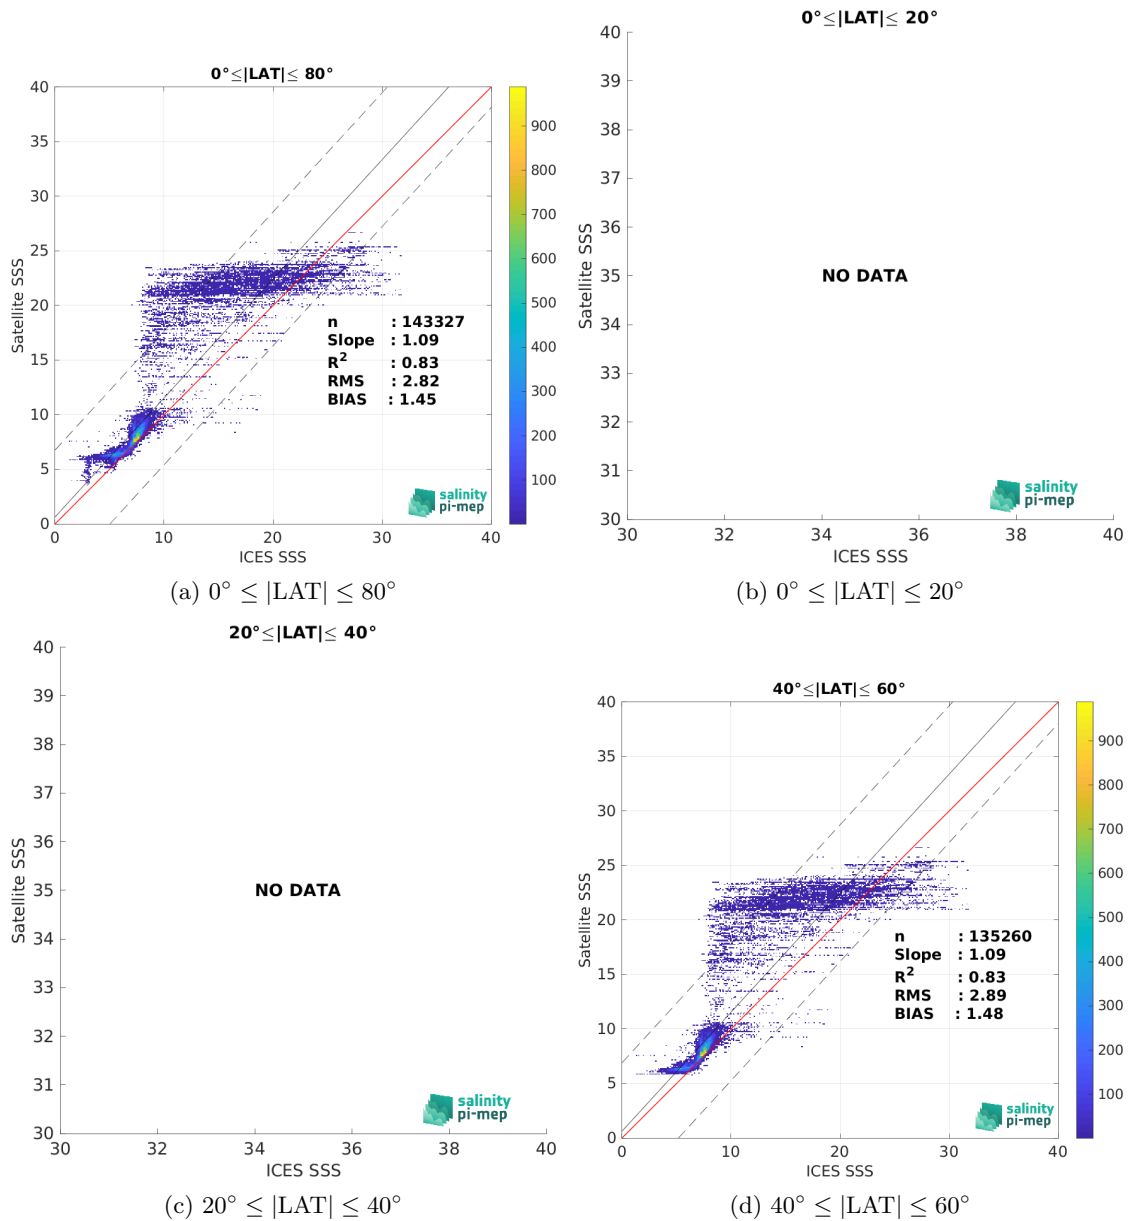 0°≤|LAT|≤ 80°
40
35
30
25
20
15
10
5
0
Satellite SSS
0
10
20
30
40
ICES SSS
n : 143327
Slope : 1.09
R² : 0.83
RMS : 2.82
BIAS : 1.45
salinity
pi-mep
900
800
700
600
500
400
300
200
100
(a) 0° ≤ |LAT| ≤ 80°
0°≤|LAT|≤ 20°
40
39
38
37
36
35
34
33
32
31
30
Satellite SSS
NO DATA
salinity
pi-mep
30
32
34
36
38
40
ICES SSS
(b) 0° ≤ |LAT| ≤ 20°
20°≤|LAT|≤ 40°
40
39
38
37
36
35
34
33
32
31
30
Satellite SSS
NO DATA
salinity
pi-mep
30
32
34
36
38
40
ICES SSS
(c) 20° ≤ |LAT| ≤ 40°
40°≤|LAT|≤ 60°
40
35
30
25
20
15
10
5
0
Satellite SSS
0
10
20
30
40
ICES SSS
n : 135260
Slope : 1.09
R² : 0.83
RMS : 2.89
BIAS : 1.48
salinity
pi-mep
900
800
700
600
500
400
300
200
100
(d) 40° ≤ |LAT| ≤ 60°